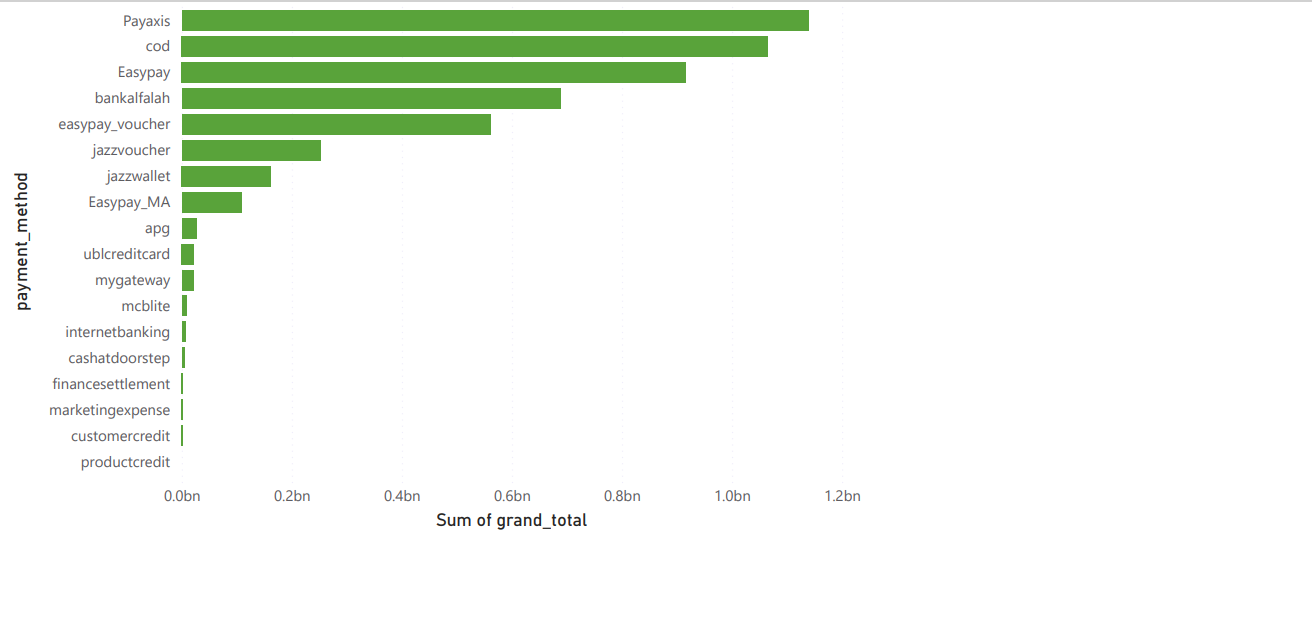 payment_method
Payaxis
cod
Easypay
bankalfalah
easypay_voucher
jazzvoucher
jazzwallet
Easypay_MA
apg
ublcreditcard
mygateway
mcblite
internetbanking
cashatdoorstep
financesettlement
marketingexpense
customercredit
productcredit
0.0bn 0.2bn 0.4bn 0.6bn 0.8bn 1.0bn 1.2bn
Sum of grand_total